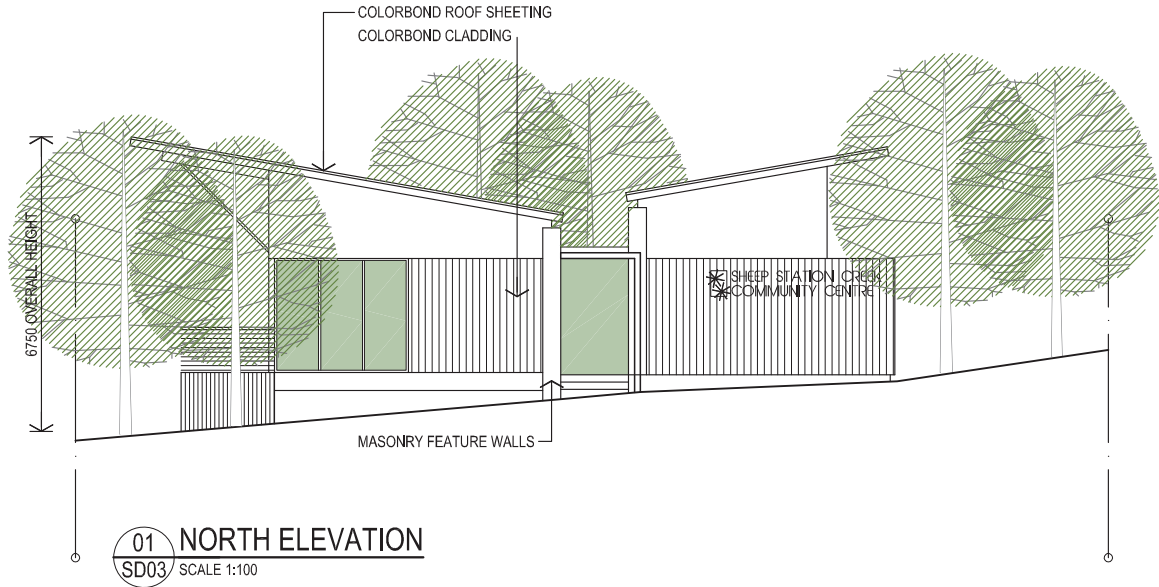 COLORBOND ROOF SHEETING
COLORBOND CLADDING
6750 OVERALL HEIGHT
SHEEP STATION CREEK
COMMUNITY CENTRE
MASONRY FEATURE WALLS
01
SD03
NORTH ELEVATION
SCALE 1:100